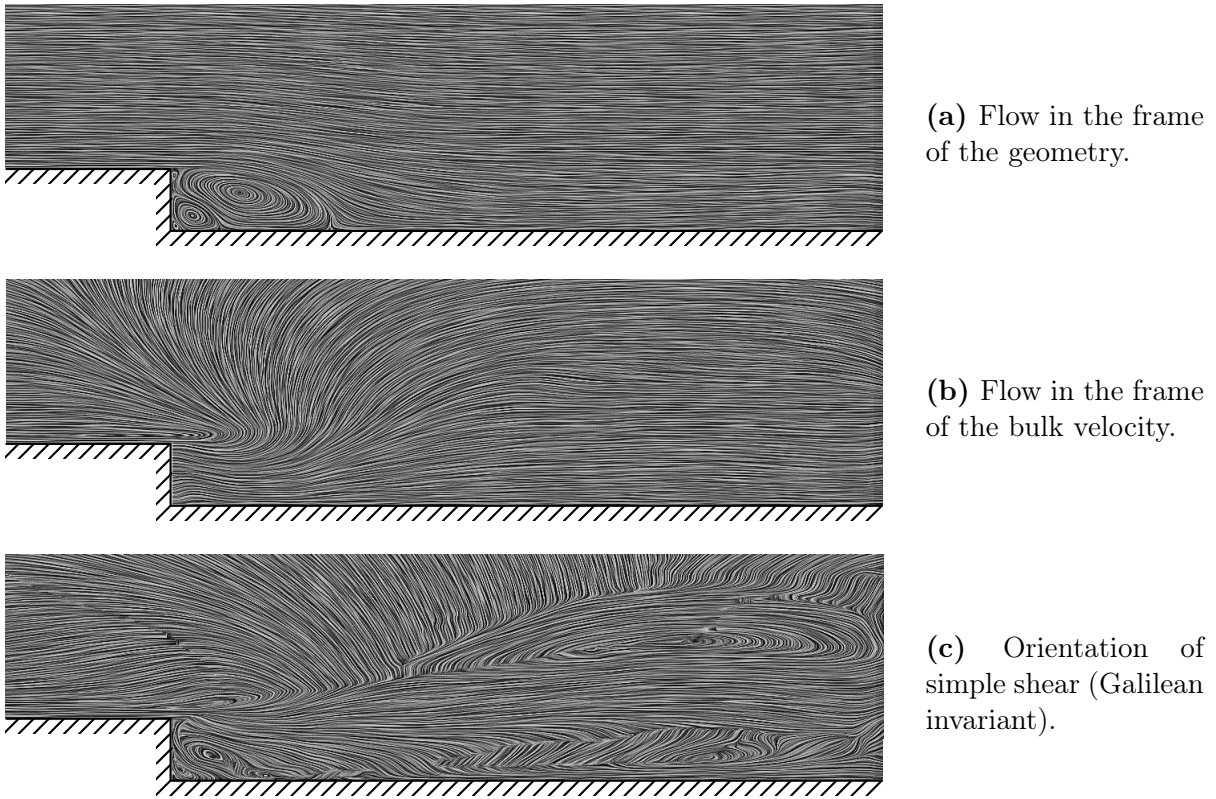 (a) Flow in the frame
of the geometry.
(b) Flow in the frame
of the bulk velocity.
(c) Orientation of
simple shear (Galilean
invariant).